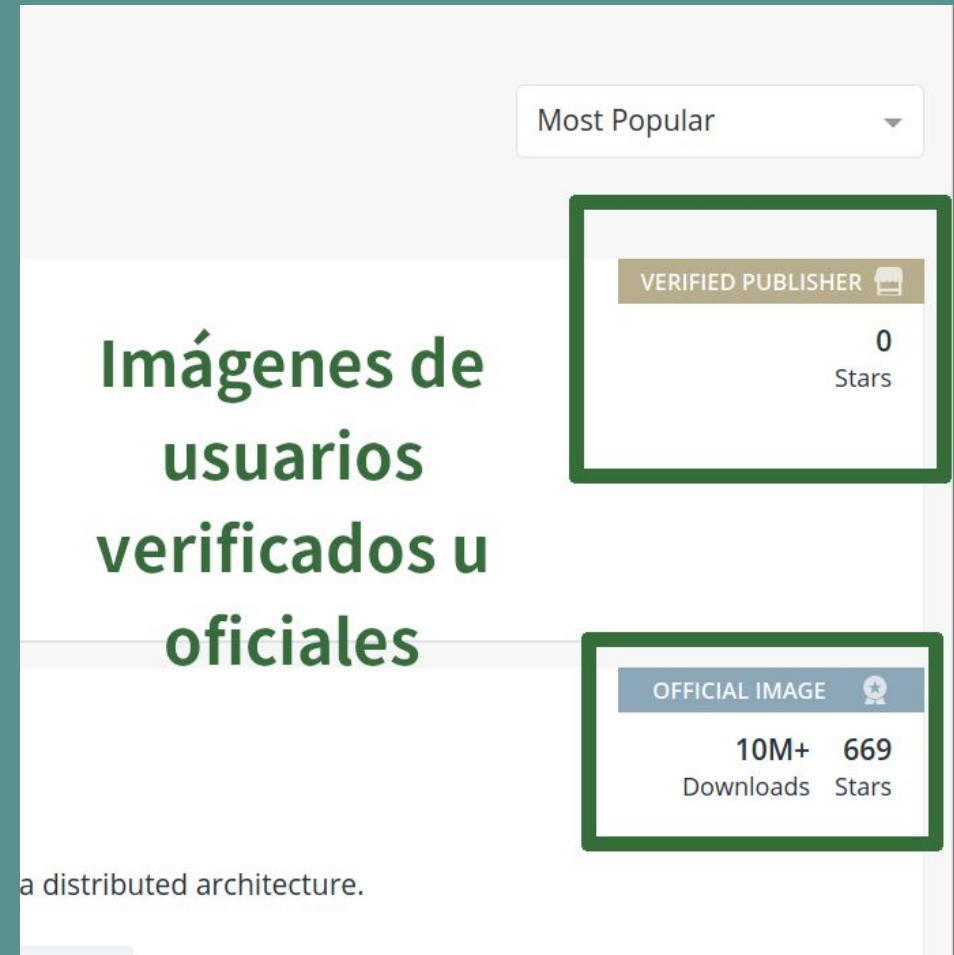 Most Popular
VERIFIED PUBLISHER
0
Stars
Imágenes de
usuarios
verificados u
oficiales
OFFICIAL IMAGE
10M+ 669
Downloads Stars
a distributed architecture.